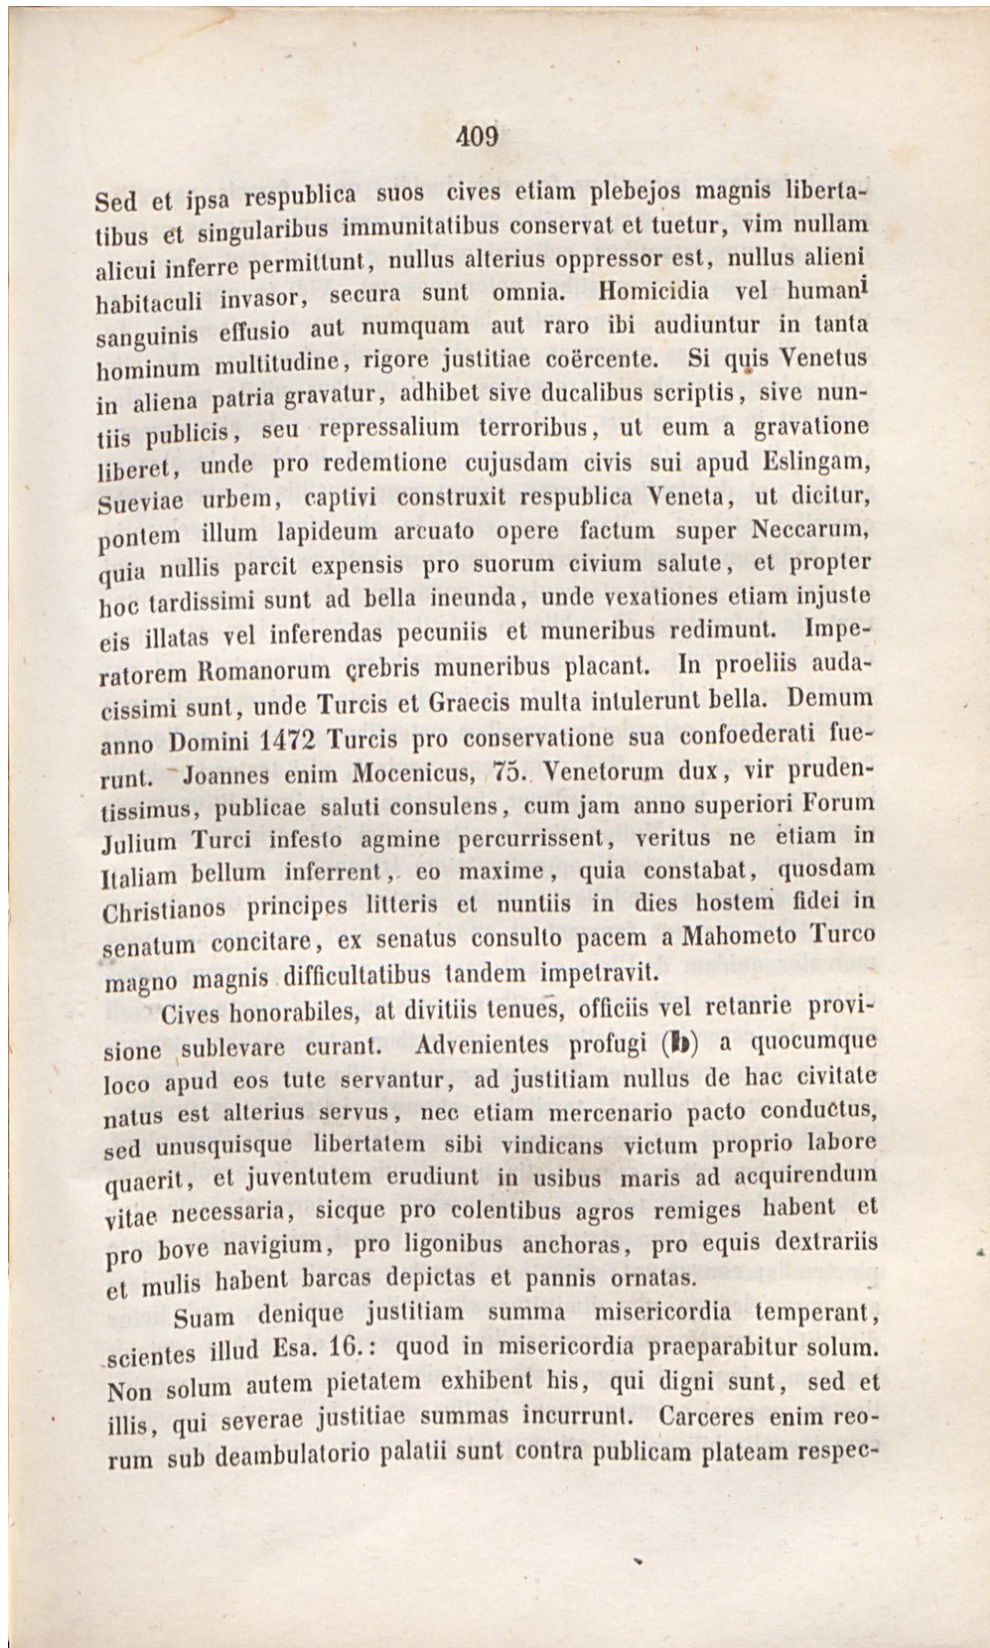 409
Sed et ipsa respublica suos cives etiam plebejos magnis liberta-
tibus et singularibus immunitatibus conservat et tuetur, vim nullam
alicui inferre permittunt, nullus alterius oppressor est, nullus alieni
habitaculi invasor, secura sunt omnia. Homicidia vel humani
sanguinis effusio aut numquam aut raro ibi audiuntur in tanta
hominum multitudine, rigore justitiae coërcente. Si quis Venetus
in aliena patria gravatur, adhibet sive ducalibus scriptis, sive nun-
tiis publicis, seu repressalium terroribus, ut eum a gravatione
liberet, unde pro redemtione cujusdam civis sui apud Eslingam,
Sueviae urbem, captivi construxit respublica Veneta, ut dicitur,
pontem illum lapideum arcuato opere factum super Neccarum,
quia nullis parcit expensis pro suorum civium salute, et propter
hoc tardissimi sunt ad bella ineunda, unde vexationes etiam injuste
eis illatas vel inferendas pecuniis et muneribus redimunt. Impe-
ratorem Romanorum crebris muneribus placant. In proeliis auda-
cissimi sunt, unde Turcis et Graecis multa intulerunt bella. Demum
anno Domini 1472 Turcis pro conservatione sua confoederati fue-
runt. Joannes enim Mocenicus, 75. Venetorum dux, vir pruden-
tissimus, publicae saluti consulens, cum jam anno superiori Forum
Julium Turci infesto agmine percurrissent, veritus ne etiam in
Italiam bellum inferrent, eo maxime, quia constabat, quosdam
Christianos principes litteris et nuntiis in dies hostem fidei in
senatum concitare, ex senatus consulto pacem a Mahometo Turco
magno magnis difficultatibus tandem impetravit.
Cives honorabiles, at divitiis tenues, officiis vel retanrie provi-
sione sublevare curant. Advenientes profugi (b) a quocumque
loco apud eos tute servantur, ad justitiam nullus de hac civitate
natus est alterius servus, nec etiam mercenario pacto conductus,
sed unusquisque libertatem sibi vindicans victum proprio labore
quaerit, et juventutem erudiunt in usibus maris ad acquirendum
vitae necessaria, sicque pro colentibus agros remiges habent et
pro bove navigium, pro ligonibus anchoras, pro equis dextrariis
et mulis habent barcas depictas et pannis ornatas.
Suam denique justitiam summa misericordia temperant,
scientes illud Esa. 16.: quod in misericordia praeparabitur solum.
Non solum autem pietatem exhibent his, qui digni sunt, sed et
illis, qui severae justitiae summas incurrunt. Carceres enim reo-
rum sub deambulatorio palatii sunt contra publicam plateam respec-